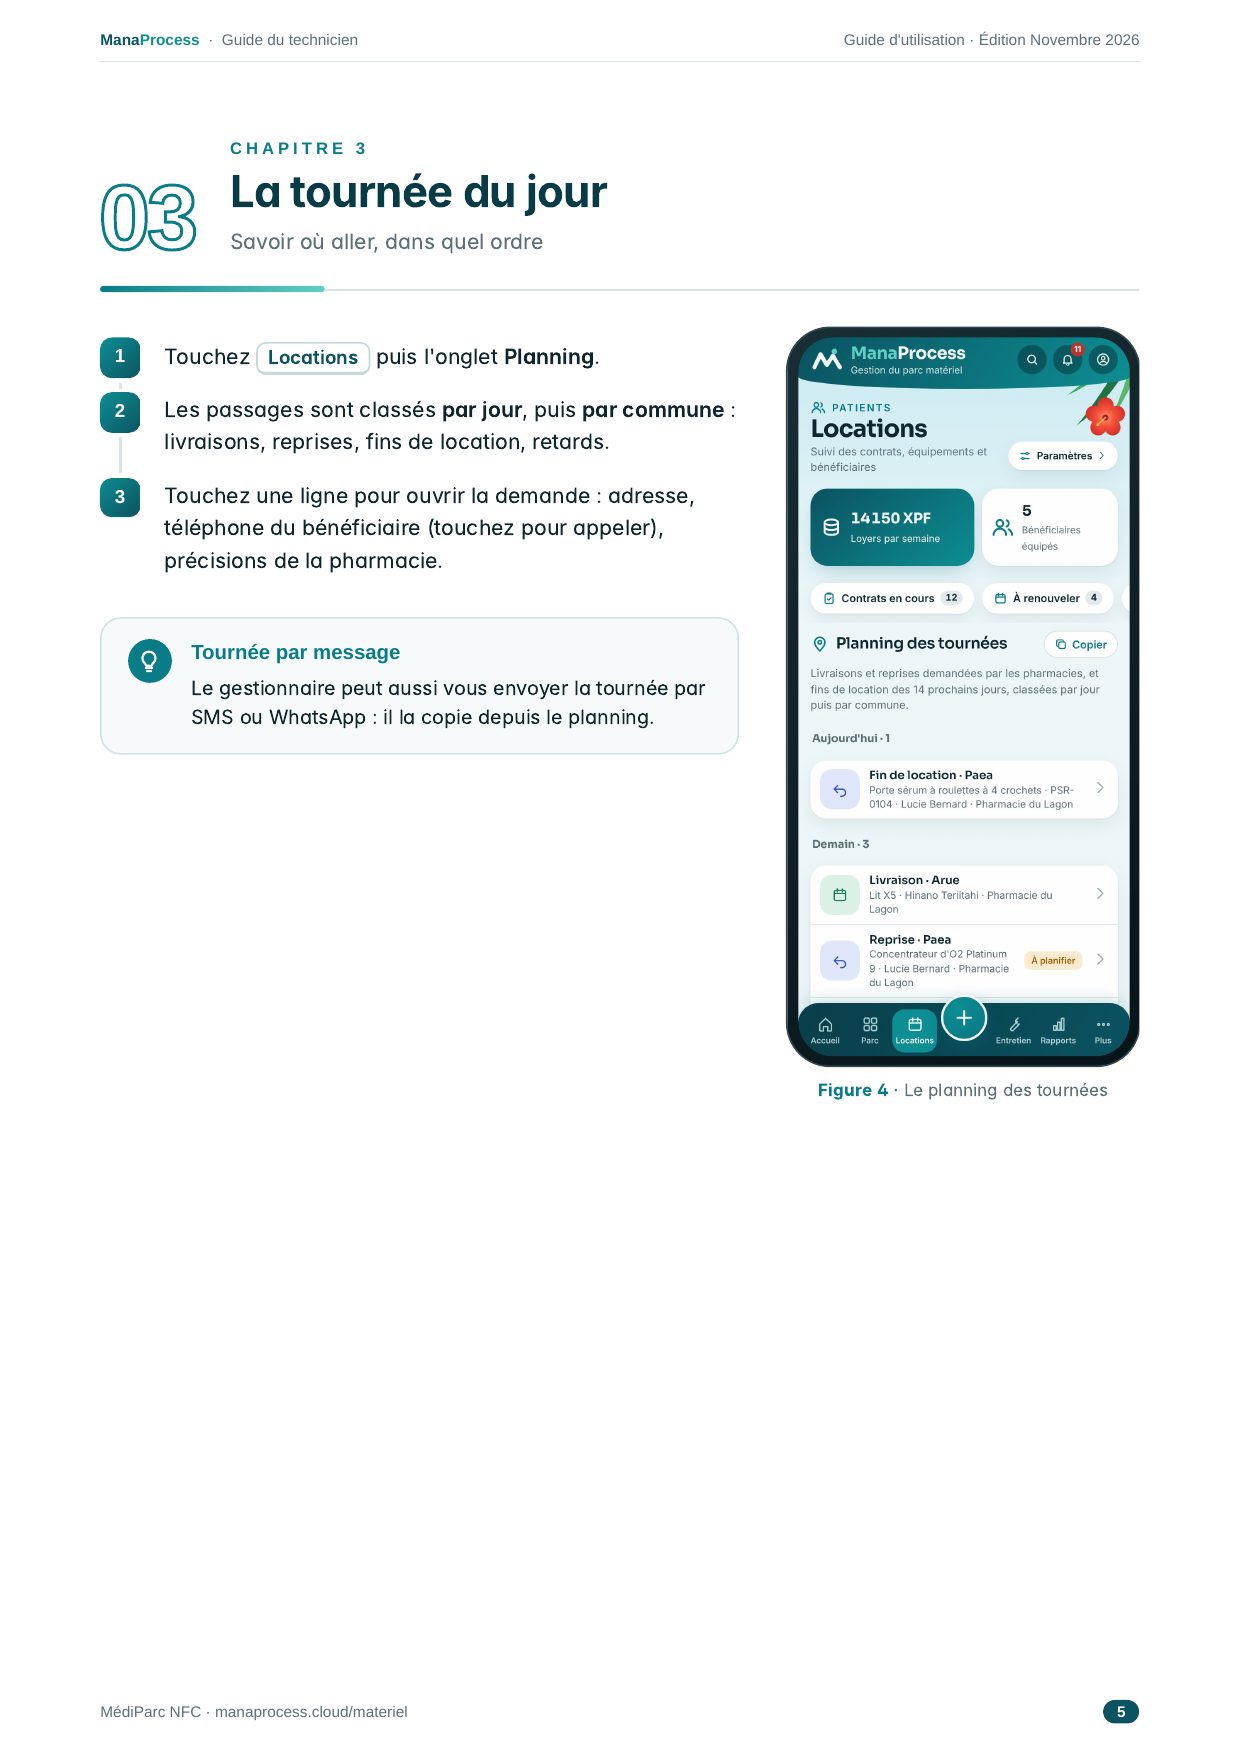 ManaProcess · Guide du technicien
Guide d'utilisation · Édition Novembre 2026
CHAPITRE 3
03
La tournée du jour
Savoir où aller, dans quel ordre
1
Touchez Locations puis l'onglet Planning.
2
Les passages sont classés par jour, puis par commune :
livraisons, reprises, fins de location, retards.
3
Touchez une ligne pour ouvrir la demande : adresse,
téléphone du bénéficiaire (touchez pour appeler),
précisions de la pharmacie.
Tournée par message
Le gestionnaire peut aussi vous envoyer la tournée par
SMS ou WhatsApp : il la copie depuis le planning.
ManaProcess
Gestion du parc matériel
11
PATIENTS
Locations
Suivi des contrats, équipements et
bénéficiaires
Paramètres
14150 XPF
Loyers par semaine
5
Bénéficiaires
équipés
Contrats en cours 12
À renouveler 4
Planning des tournées
Copier
Livraisons et reprises demandées par les pharmacies, et
fins de location des 14 prochains jours, classées par jour
puis par commune.
Aujourd'hui · 1
Fin de location · Paea
Porte sérum à roulettes à 4 crochets · PSR-
0104 · Lucie Bernard · Pharmacie du Lagon
Demain · 3
Livraison · Arue
Lit X5 · Hinano Teriitahi · Pharmacie du
Lagon
Reprise · Paea
Concentrateur d'O2 Platinum
9 · Lucie Bernard · Pharmacie
du Lagon
À planifier
Accueil
Parc
Locations
Entretien
Rapports
Plus
Figure 4 · Le planning des tournées
MédiParc NFC · manaprocess.cloud/materiel
5